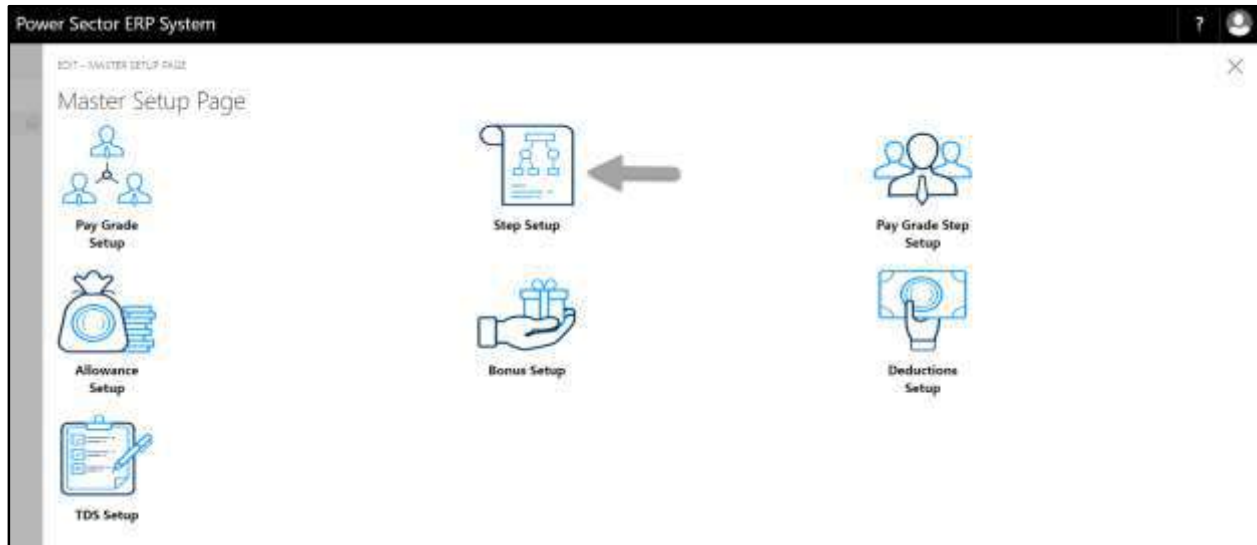 Power Sector ERP System
?
EDIT - MASTER SETUP PAGE
Master Setup Page
Pay Grade
Setup
Step Setup
Pay Grade Step
Setup
Allowance
Setup
Bonus Setup
Deductions
Setup
TDS Setup